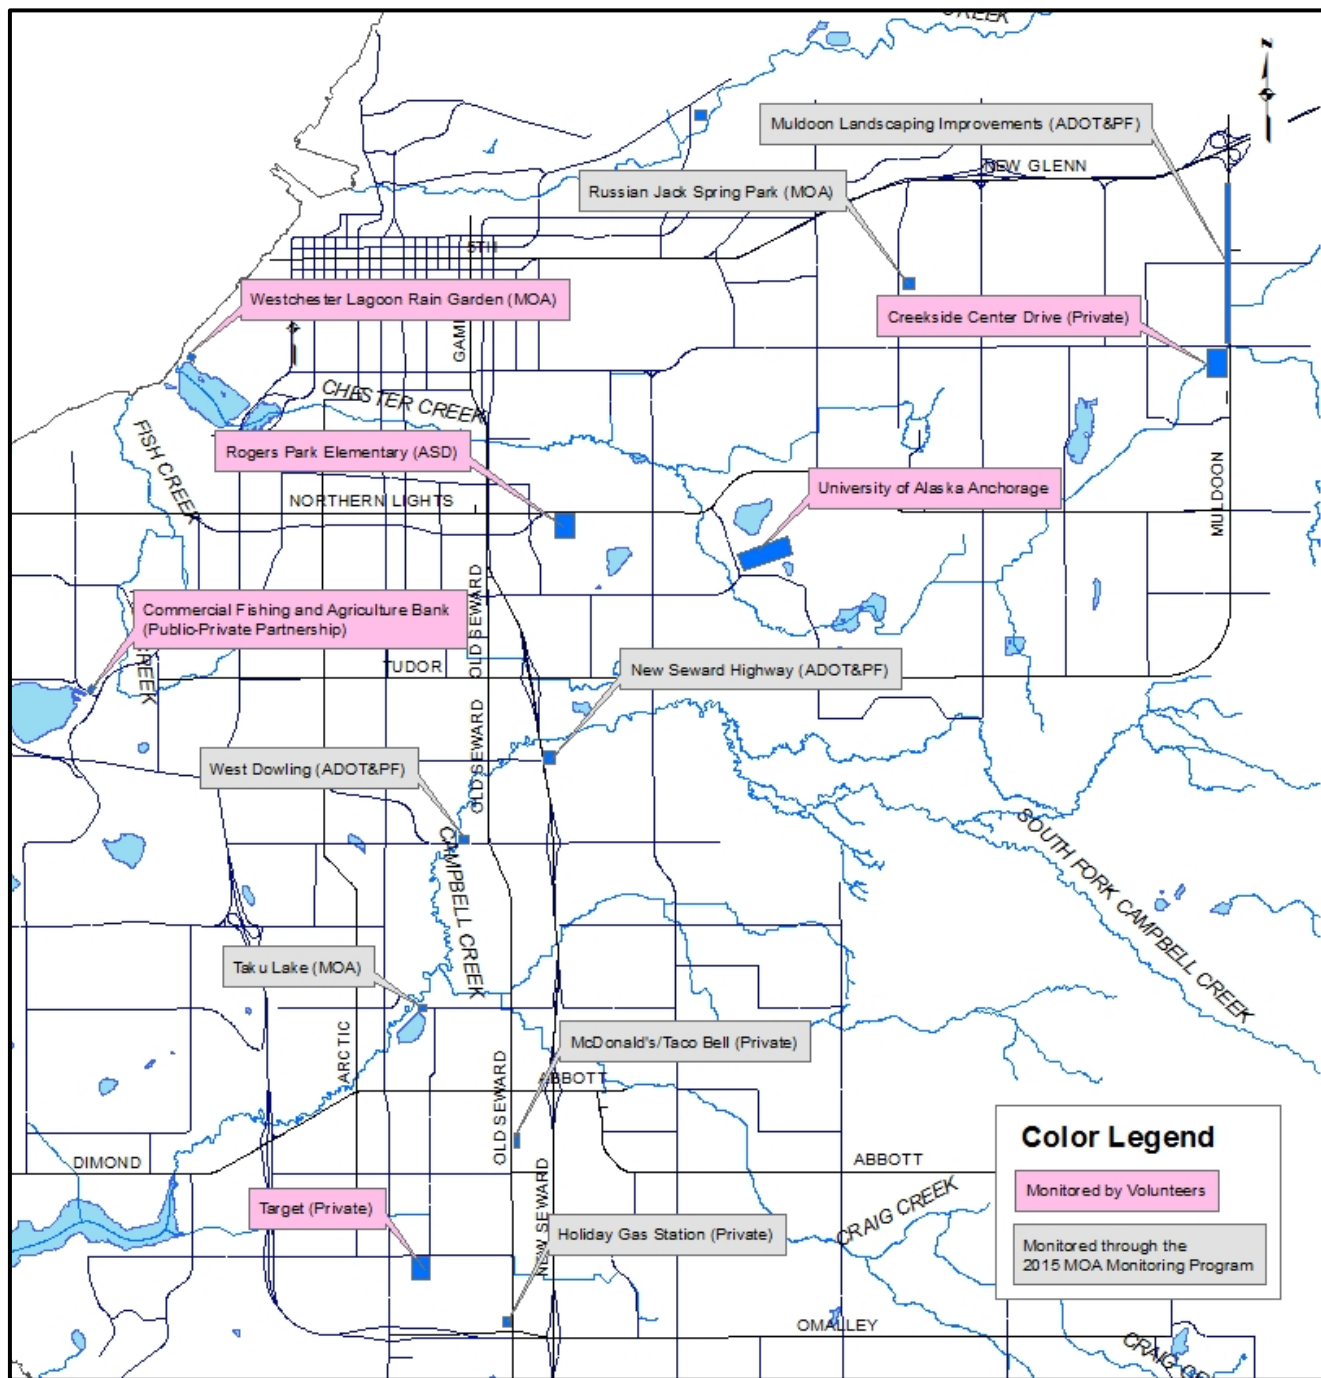 CREEK
N
Muldoon Landscaping Improvements (ADOT&PF)
NEW GLENN
Russian Jack Spring Park (MOA)
5TH
Westchester Lagoon Rain Garden (MOA)
Creekside Center Drive (Private)
CHESTER CREEK
FISH CREEK
Rogers Park Elementary (ASD)
University of Alaska Anchorage
NORTHERN LIGHTS
MULDOON
OLD SEWARD
Commercial Fishing and Agriculture Bank
(Public-Private Partnership)
CREEK
TUDOR
New Seward Highway (ADOT&PF)
OLD SEWARD
West Dowling (ADOT&PF)
CAMPBELL CREEK
SOUTH FORK CAMPBELL CREEK
Taku Lake (MOA)
ARCTIC
McDonald's/Taco Bell (Private)
ABBOTT
OLD SEWARD
DIMOND
ABBOTT
Color Legend
Monitored by Volunteers
Monitored through the
2015 MOA Monitoring Program
Target (Private)
NEW SEWARD
Holiday Gas Station (Private)
CRAIG CREEK
OMALLEY
CRAIG